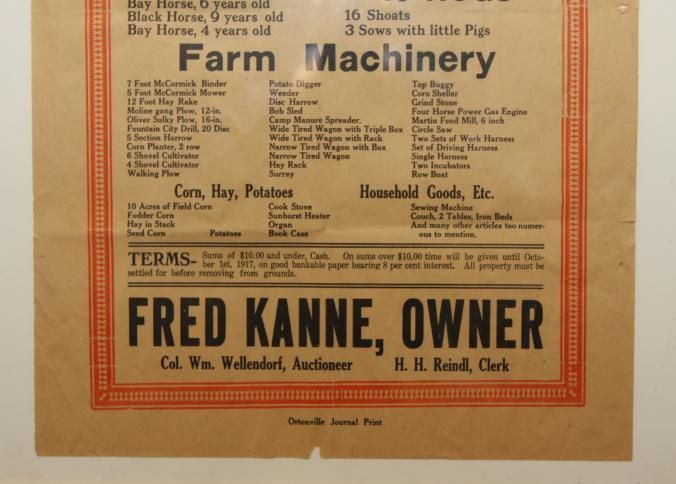 Bay Horse, 6 years old
Black Horse, 9 years old
Bay Horse, 4 years old
16 Shoats
3 Sows with little Pigs
Farm Machinery
7 Foot McCormick Binder
5 Foot McCormick Mower
12 Foot Hay Rake
Moline gang Plow, 12-in.
Oliver Sulky Plow, 16-in.
Fountain City Drill, 20 Disc
5 Section Harrow
Corn Planter, 2 row
6 Shovel Cultivator
4 Shovel Cultivator
Walking Plow
Potato Digger
Weeder
Disc Harrow
Bob Sled
Camp Manure Spreader.
Wide Tired Wagon with Triple Box
Wide Tired Wagon with Rack
Narrow Tired Wagon with Box
Narrow Tired Wagon
Hay Rack
Surrey
Top Buggy
Corn Sheller
Grind Stone
Four Horse Power Gas Engine
Martin Feed Mill, 6 inch
Circle Saw
Two Sets of Work Harness
Set of Driving Harness
Single Harness
Two Incubators
Row Boat
Corn, Hay, Potatoes
10 Acres of Field Corn
Fodder Corn
Hay in Stack
Seed Corn Potatoes
Household Goods, Etc.
Cook Stove
Sunburst Heater
Organ
Book Case
Sewing Machine
Couch, 2 Tables, Iron Beds
And many other articles too numer-
ous to mention.
TERMS- Sums of $10.00 and under, Cash. On sums over $10.00 time will be given until Octo-
ber 1st, 1917, on good bankable paper bearing 8 per cent interest. All property must be
settled for before removing from grounds.
FRED KANNE, OWNER
Col. Wm. Wellendorf, Auctioneer H. H. Reindl, Clerk
Ortonville Journal Print